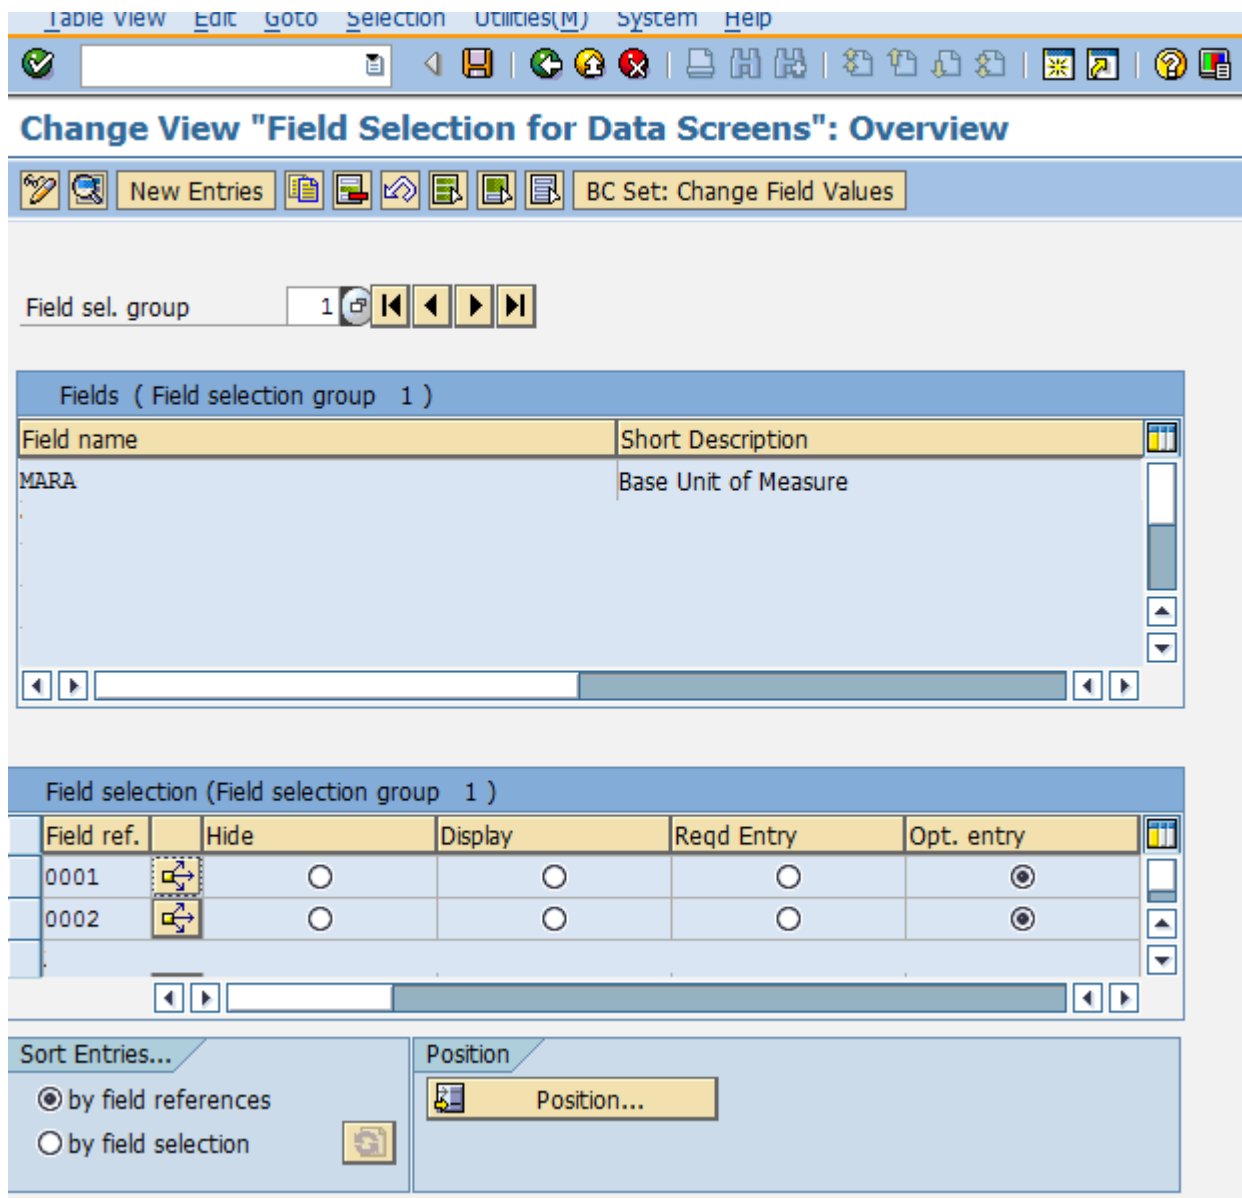 Table View Edit Goto Selection Utilities(M) System Help
Change View "Field Selection for Data Screens": Overview
New Entries BC Set: Change Field Values
Field sel. group 1
Fields ( Field selection group 1 )
Field name Short Description
MARA Base Unit of Measure
Field selection (Field selection group 1 )
Field ref. Hide Display Reqd Entry Opt. entry
0001
0002
Sort Entries... Position
by field references Position...
by field selection